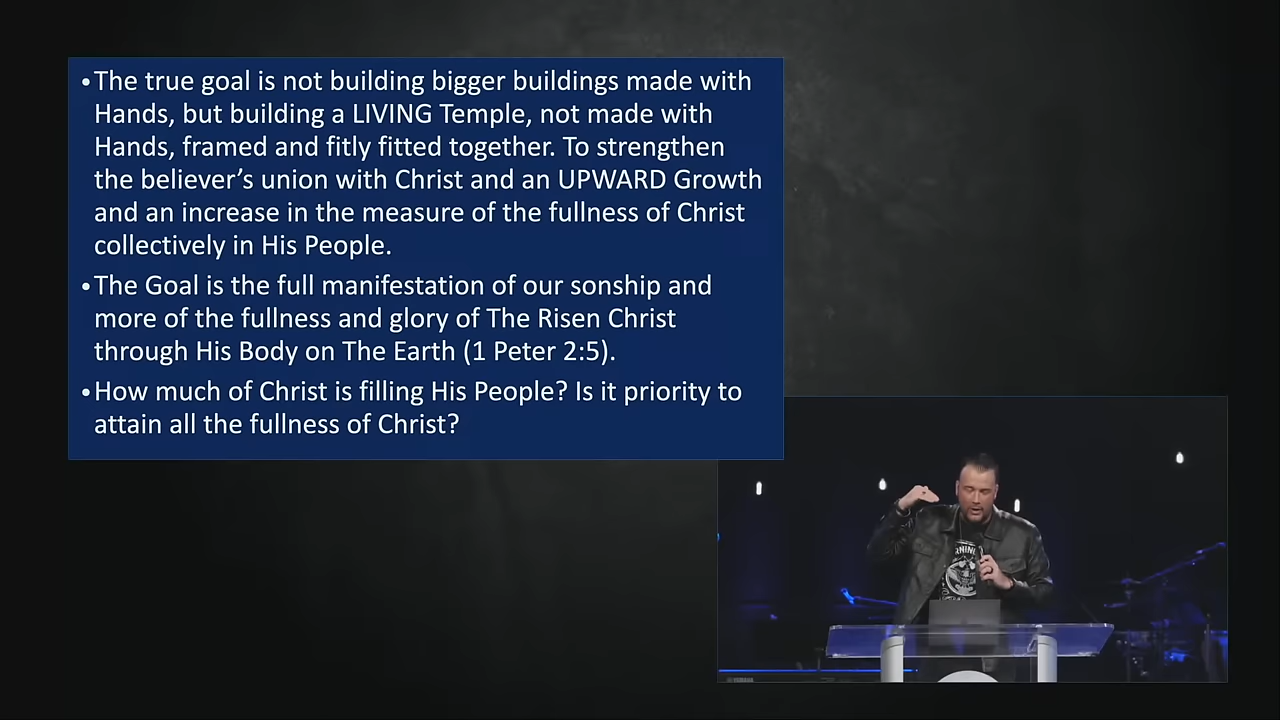 •The true goal is not building bigger buildings made with
Hands, but building a LIVING Temple, not made with
Hands, framed and fitly fitted together. To strengthen
the believer’s union with Christ and an UPWARD Growth
and an increase in the measure of the fullness of Christ
collectively in His People.
•The Goal is the full manifestation of our sonship and
more of the fullness and glory of The Risen Christ
through His Body on The Earth (1 Peter 2:5).
•How much of Christ is filling His People? Is it priority to
attain all the fullness of Christ?
YAMAHA